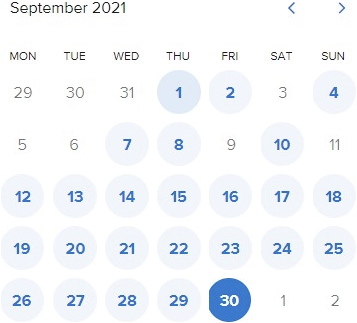 September 2021
MON TUE WED THU FRI SAT SUN
29 30 31 1 2 3 4
5 6 7 8 9 10 11
12 13 14 15 16 17 18
19 20 21 22 23 24 25
26 27 28 29 30 1 2